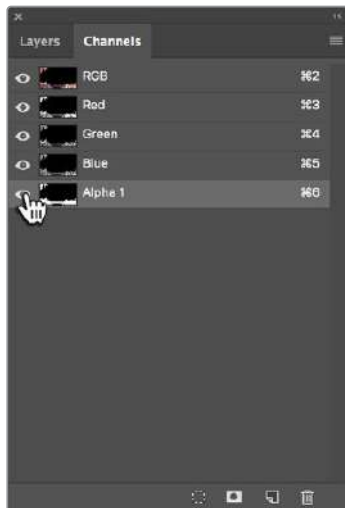 Layers Channels
RGB ⌘2
Red ⌘3
Green ⌘4
Blue ⌘5
Alpha 1 ⌘6